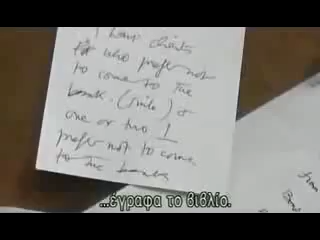 I have clients
who prefer not
to come to the
bank. (smile) &
one or two I
prefer not to come
to the bank
...έγραφα το βιβλίο.